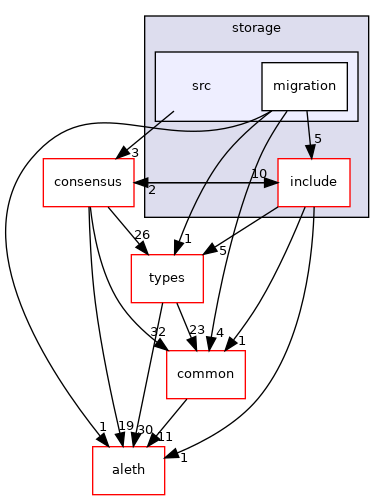 storage
src
migration
3
5
consensus
10
include
2
26
1
5
types
32
23
4
1
common
1
19
30
11
1
aleth